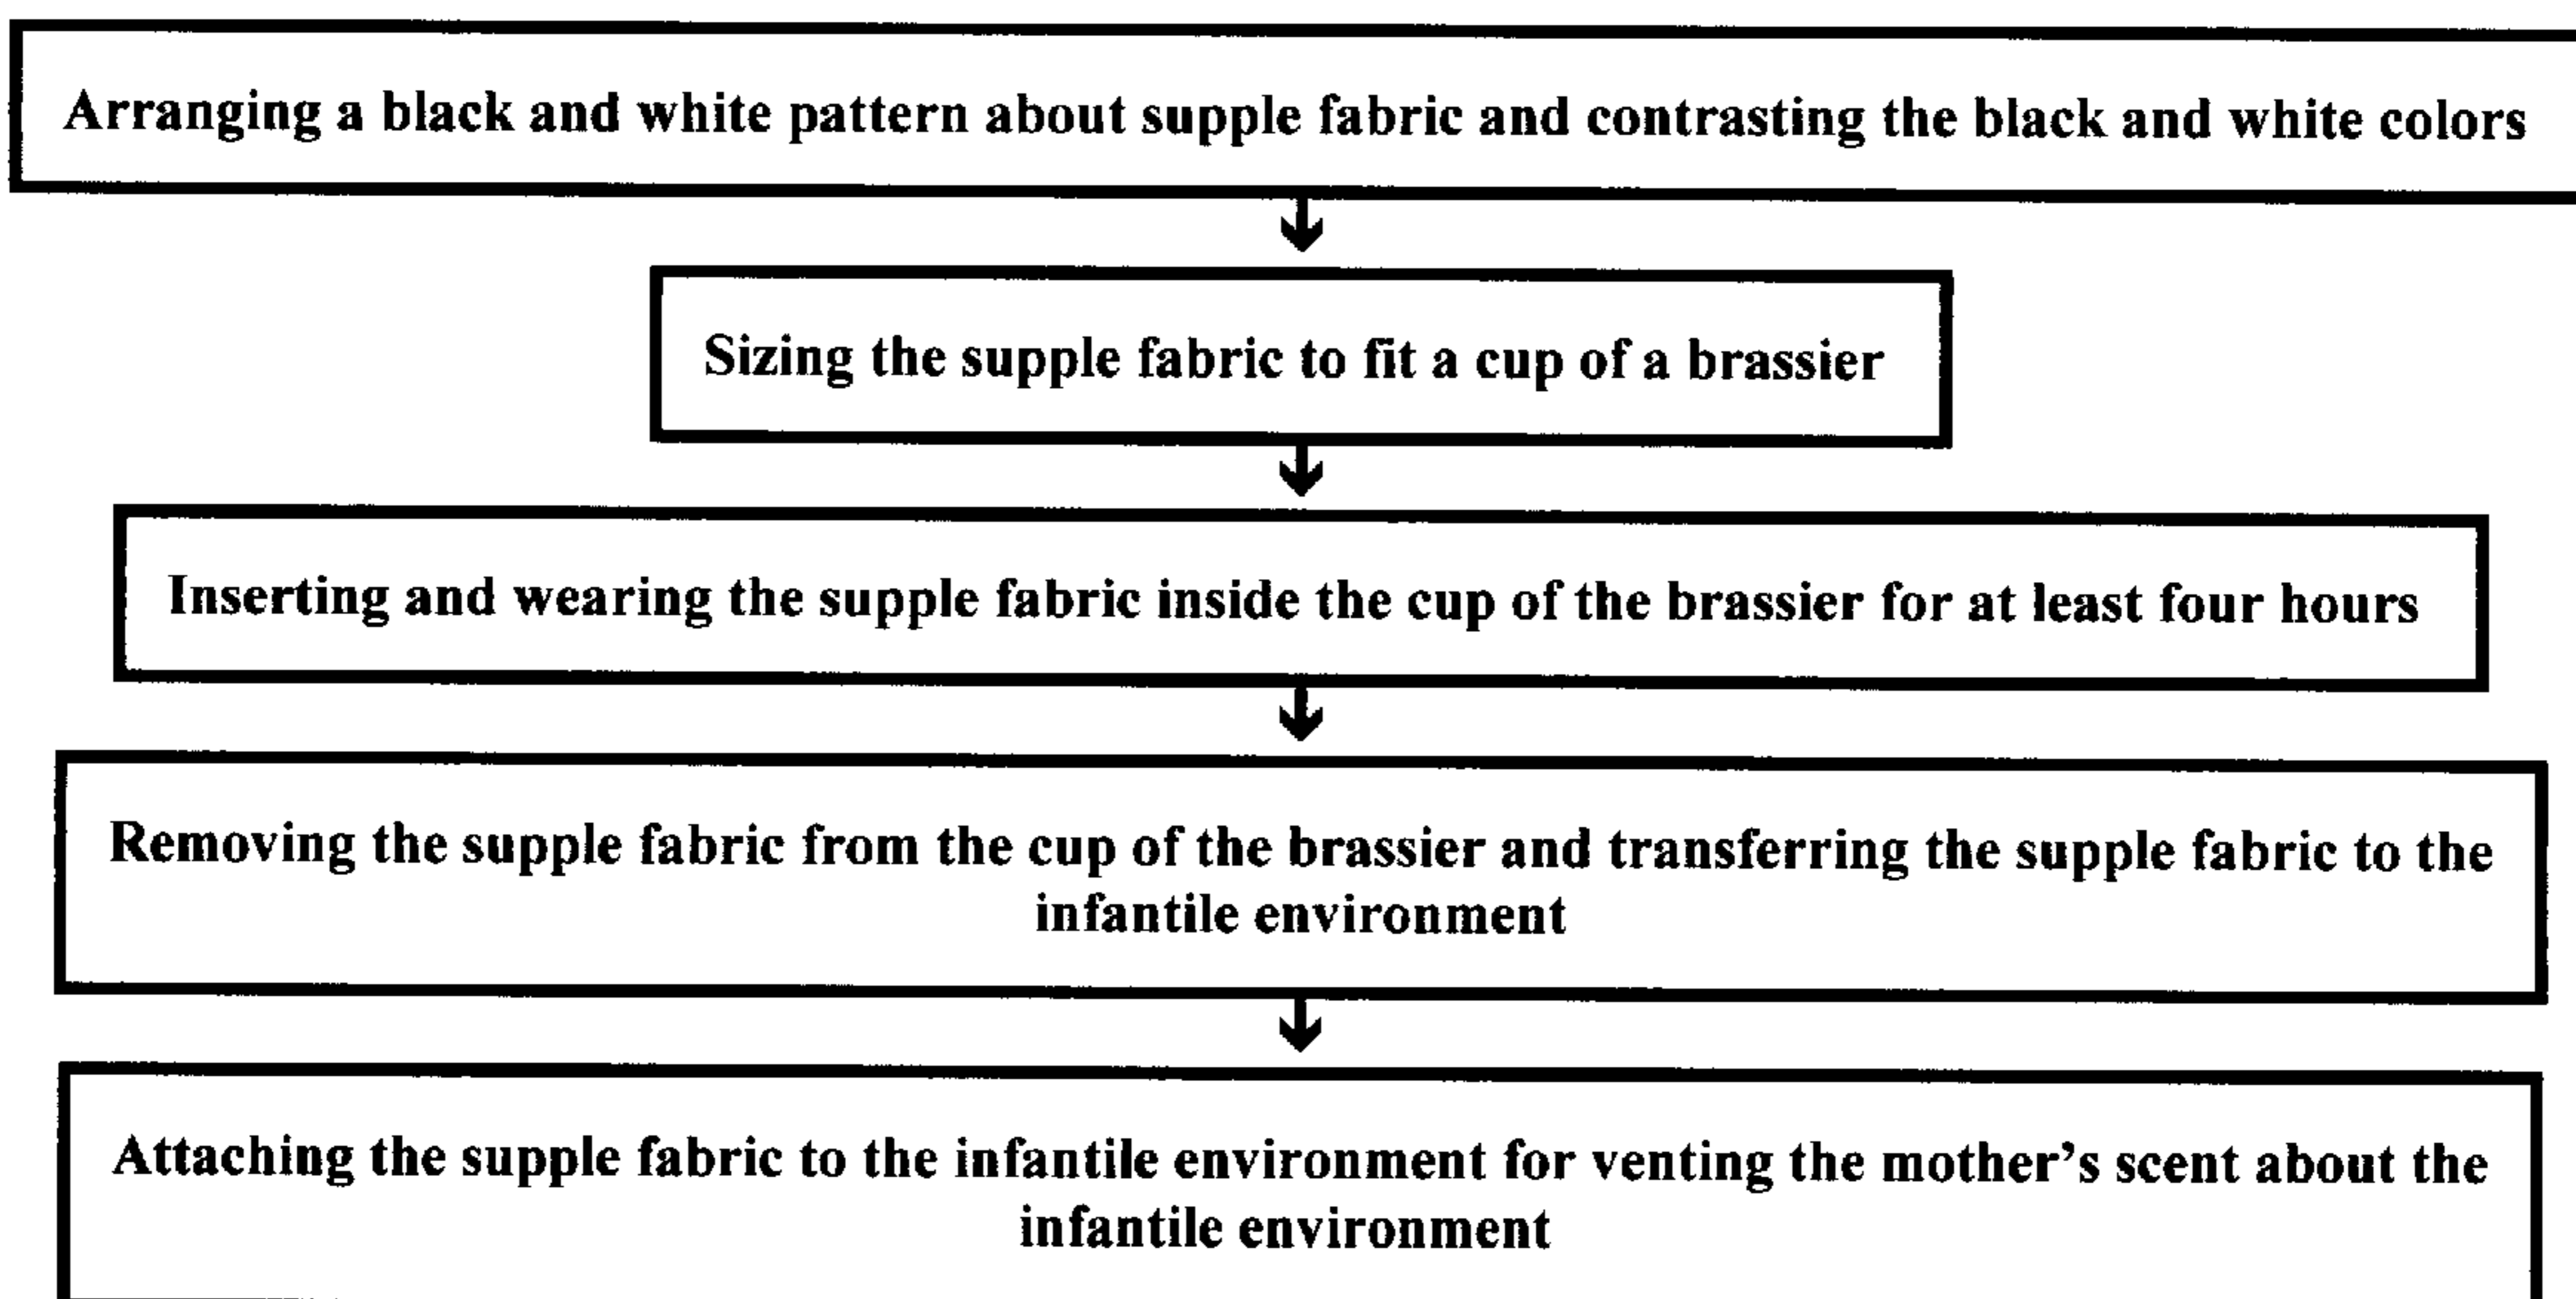 Arranging a black and white pattern about supple fabric and contrasting the black and white colors
Sizing the supple fabric to fit a cup of a brassier
Inserting and wearing the supple fabric inside the cup of the brassier for at least four hours
Removing the supple fabric from the cup of the brassier and transferring the supple fabric to the
infantile environment
Attaching the supple fabric to the infantile environment for venting the mother's scent about the
infantile environment